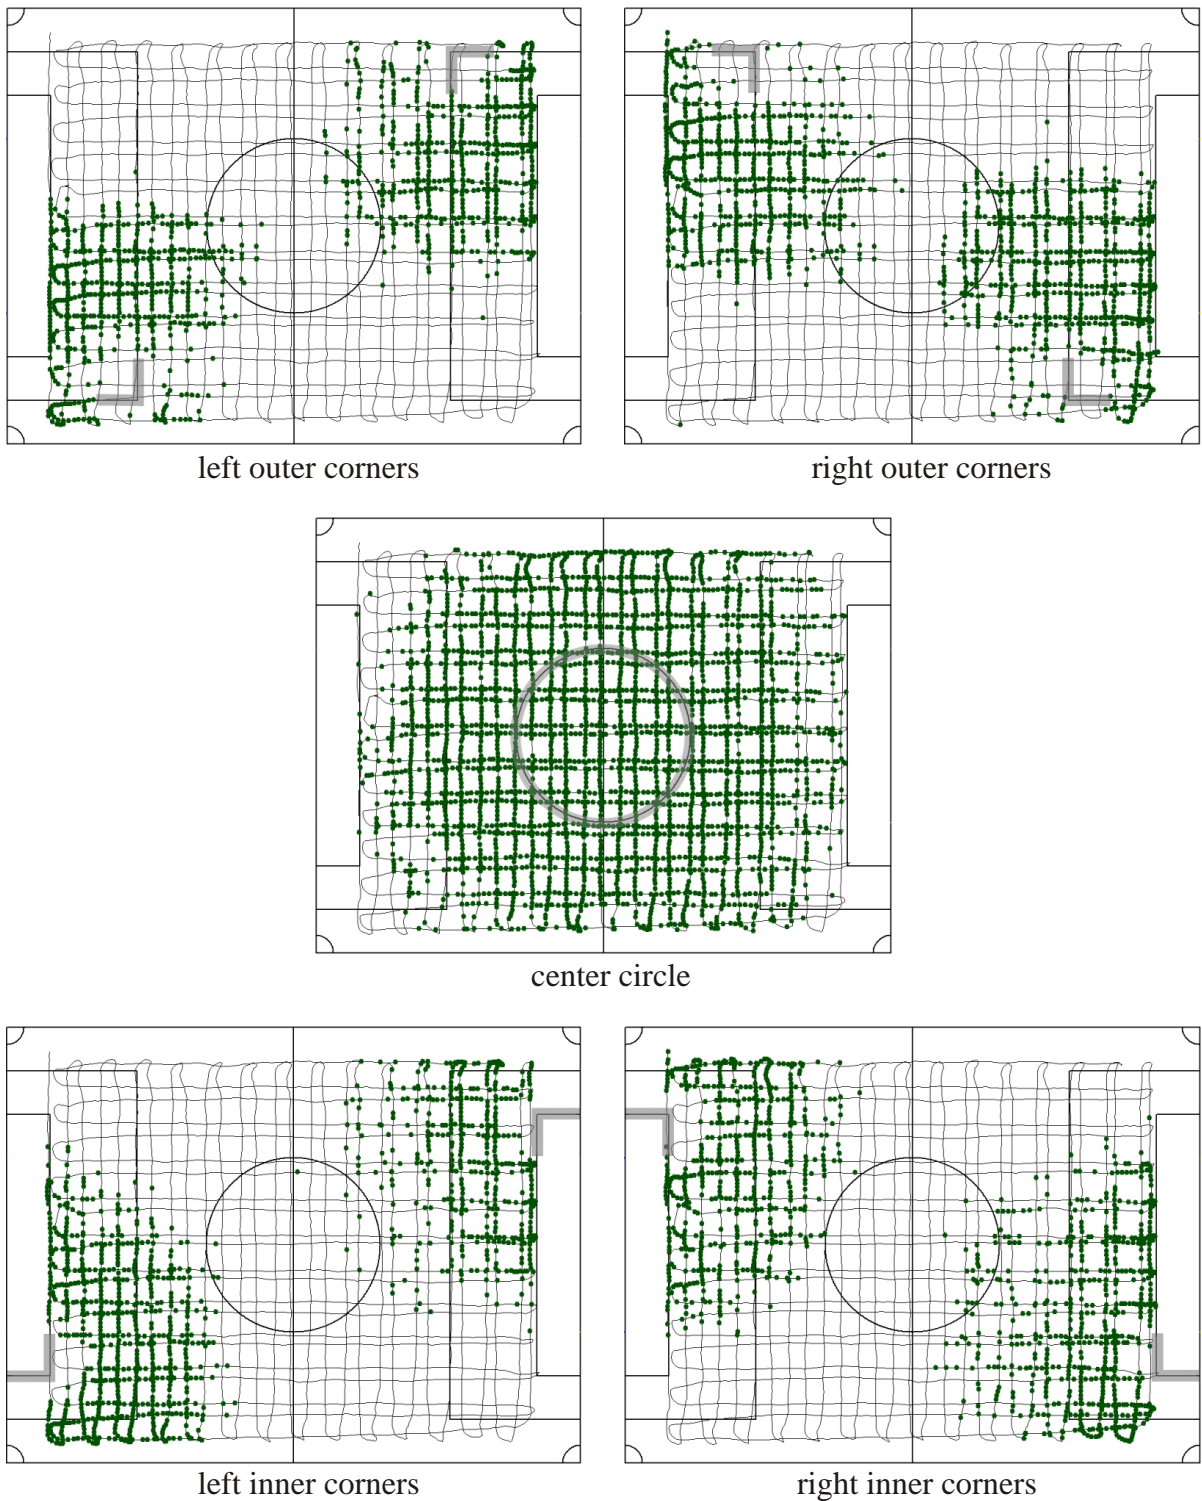 left outer corners
right outer corners
center circle
left inner corners
right inner corners